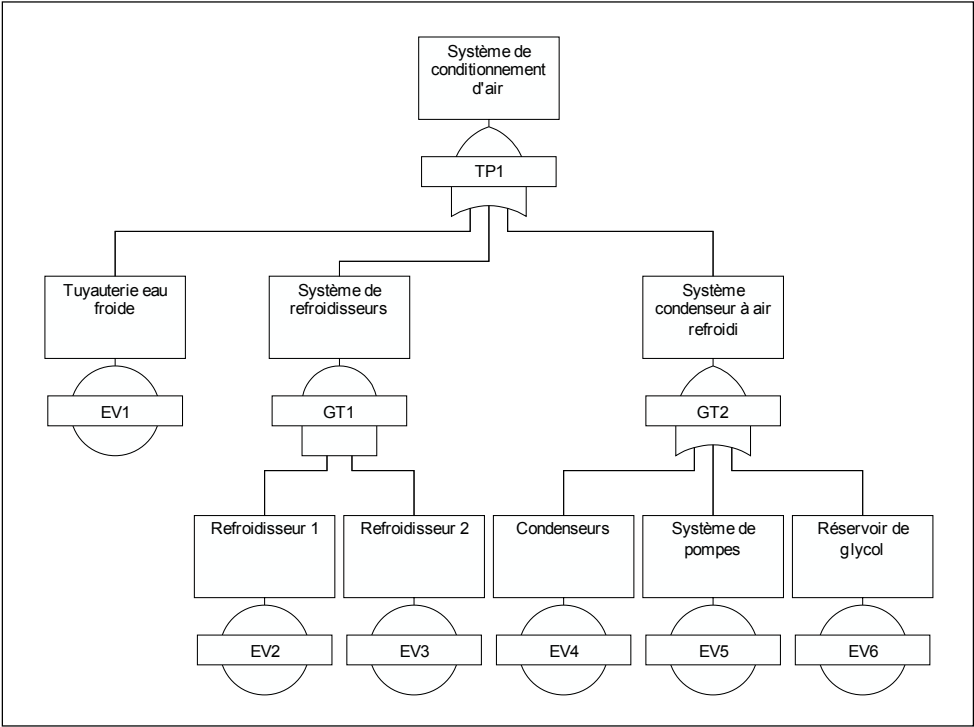 Système de
conditionnement
d'air
TP1
Tuyauterie eau
froide
EV1
Système de
refroidisseurs
GT1
Système
condenseur à air
refroidi
GT2
Refroidisseur 1
EV2
Refroidisseur 2
EV3
Condenseurs
EV4
Système de
pompes
EV5
Réservoir de
glycol
EV6